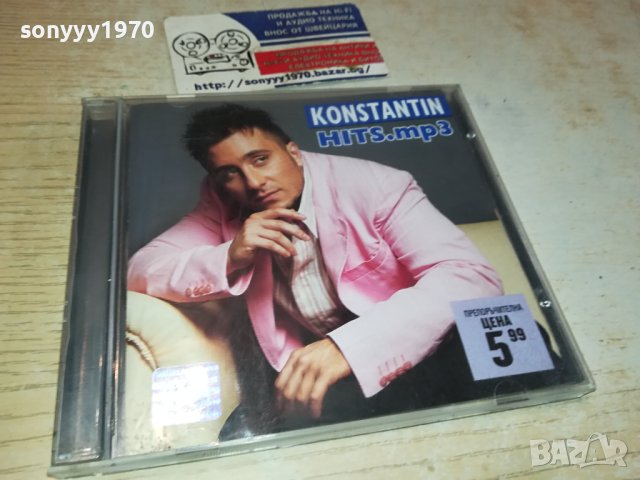 sonyyy1970
ПРОДАЖБА НА Hi-Fi
И АУДИО ТЕХНИКА
ВНОС ОТ ШВЕЙЦАРИЯ
http://sonyyy1970.bazar.bg/
KONSTANTIN
HITS.mp3
ПРЕПОРЪЧИТЕЛНА
ЦЕНА
5 99
BAZAR